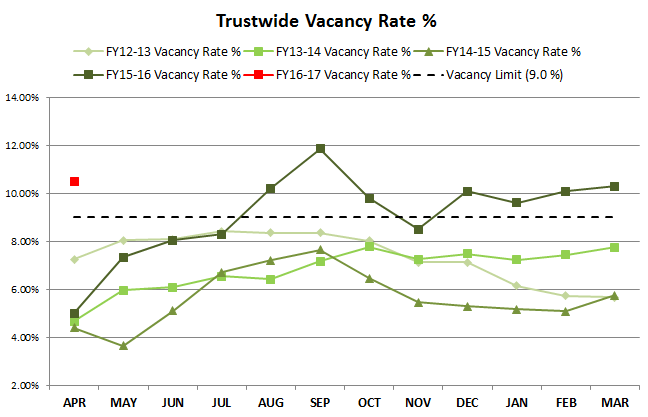 Trustwide Vacancy Rate %
FY12-13 Vacancy Rate % FY13-14 Vacancy Rate % FY14-15 Vacancy Rate %
FY15-16 Vacancy Rate % FY16-17 Vacancy Rate % Vacancy Limit (9.0 %)
14.00%
12.00%
10.00%
8.00%
6.00%
4.00%
2.00%
APR MAY JUN JUL AUG SEP OCT NOV DEC JAN FEB MAR